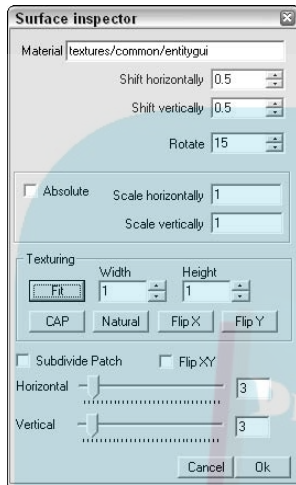 Surface inspector
Material textures/common/entitygui
Shift horizontally 0.5
Shift vertically 0.5
Rotate 15
Absolute Scale horizontally 1
Scale vertically 1
Texturing
Width Height
Fit 1 1
CAP Natural Flip X Flip Y
Subdivide Patch Flip XY
Horizontal 3
Vertical 3
Cancel Ok